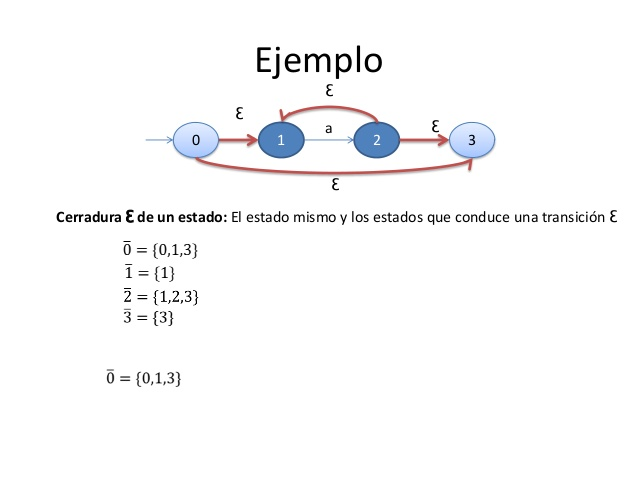 Ejemplo
Ɛ
Ɛ
a
Ɛ
0
1
2
3
Ɛ
Cerradura Ɛ de un estado: El estado mismo y los estados que conduce una transición Ɛ
0̅ = {0,1,3}
1̅ = {1}
2̅ = {1,2,3}
3̅ = {3}
0̅ = {0,1,3}